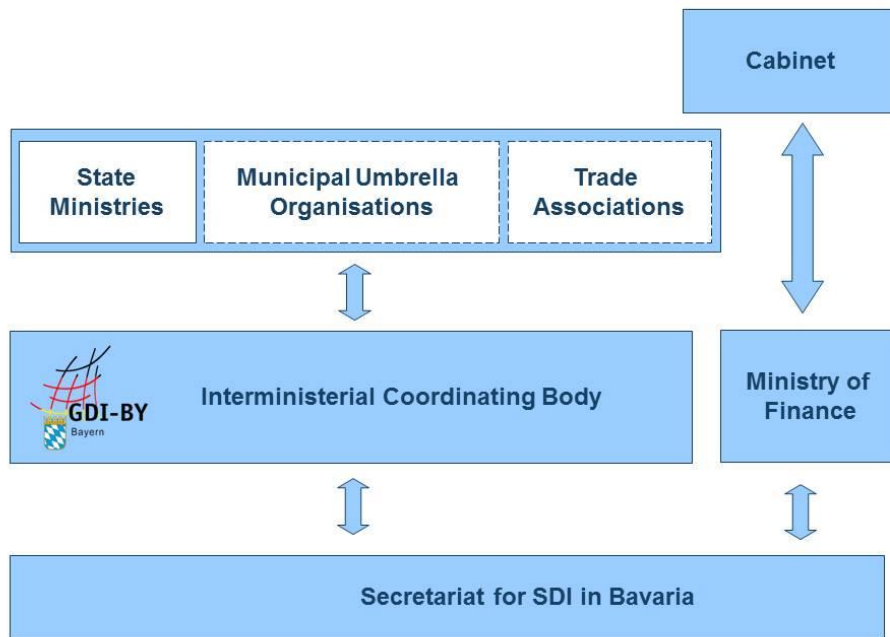 Cabinet
State
Ministries
Municipal Umbrella
Organisations
Trade
Associations
GDI-BY
Bayern
Interministerial Coordinating Body
Ministry of
Finance
Secretariat for SDI in Bavaria